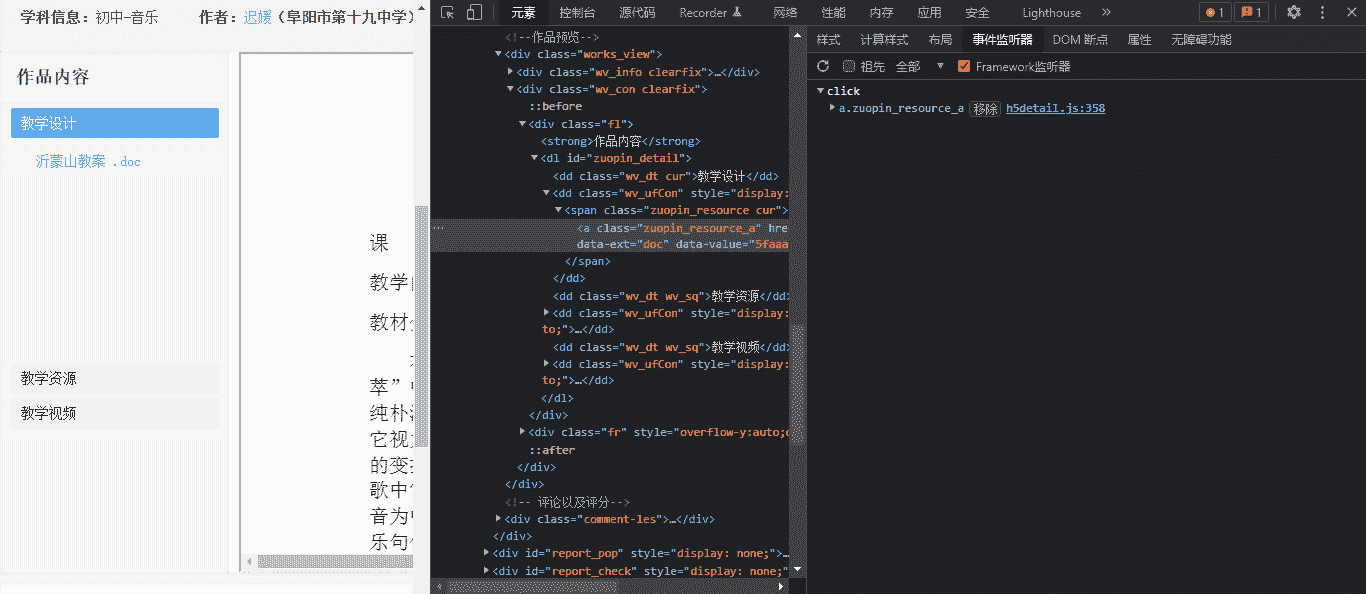 学科信息：初中-音乐 作者：迟媛（阜阳市第十九中学）
作品内容
教学设计
沂蒙山教案 .doc
教学资源
教学视频
课
教学
教材
萃”
纯朴
它视
的变
歌中
音为
乐句
元素 控制台 源代码 Recorder 网络 性能 内存 应用 安全 Lighthouse » 1 1
<!--作品预览-->
<div class="works_view">
<div class="wv_info clearfix">…</div>
<div class="wv_con clearfix">
::before
<div class="fl">
<strong>作品内容</strong>
<dl id="zuopin_detail">
<dd class="wv_dt cur">教学设计</dd>
<dd class="wv_ufCon" style="display:
<span class="zuopin_resource cur">
<a class="zuopin_resource_a" hre
data-ext="doc" data-value="5faaa
</span>
</dd>
<dd class="wv_dt wv_sq">教学资源</dd>
<dd class="wv_ufCon" style="display:
to;">…</dd>
<dd class="wv_dt wv_sq">教学视频</dd>
<dd class="wv_ufCon" style="display:
to;">…</dd>
</dl>
</div>
<div class="fr" style="overflow-y:auto;
::after
</div>
</div>
<!-- 评论以及评分-->
<div class="comment-les">…</div>
</div>
<div id="report_pop" style="display: none;">…
<div id="report_check" style="display: none;"
样式 计算样式 布局 事件监听器 DOM 断点 属性 无障碍功能
祖先 全部 Framework监听器
click
a.zuopin_resource_a 移除 h5detail.js:358